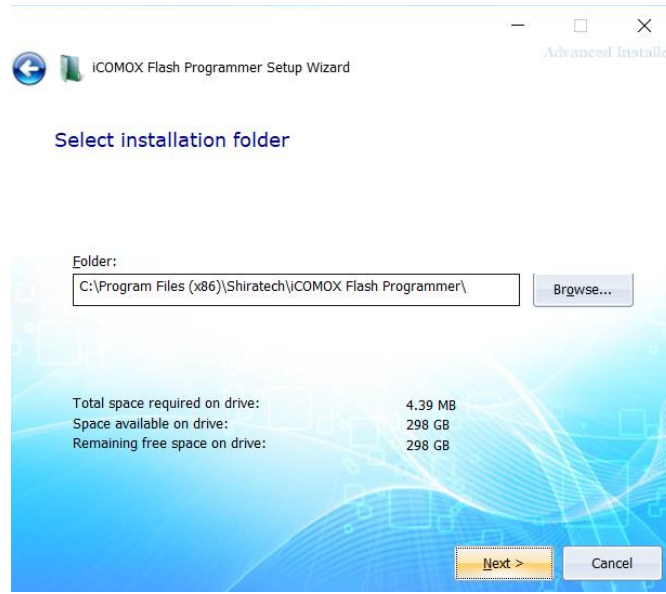 Advanced Installe
iCOMOX Flash Programmer Setup Wizard
Select installation folder
Folder:
C:\Program Files (x86)\Shiratech\iCOMOX Flash Programmer\
Browse...
Total space required on drive: 4.39 MB
Space available on drive: 298 GB
Remaining free space on drive: 298 GB
Next >
Cancel